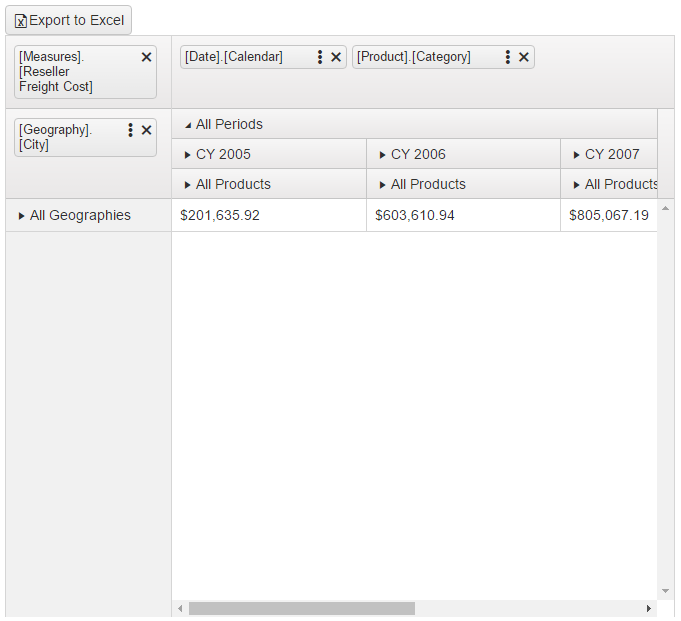 Export to Excel
[Measures].
[Reseller
Freight Cost]
[Date].[Calendar]
[Product].[Category]
[Geography].
[City]
All Periods
CY 2005
CY 2006
CY 2007
All Products
All Products
All Products
All Geographies
$201,635.92
$603,610.94
$805,067.19